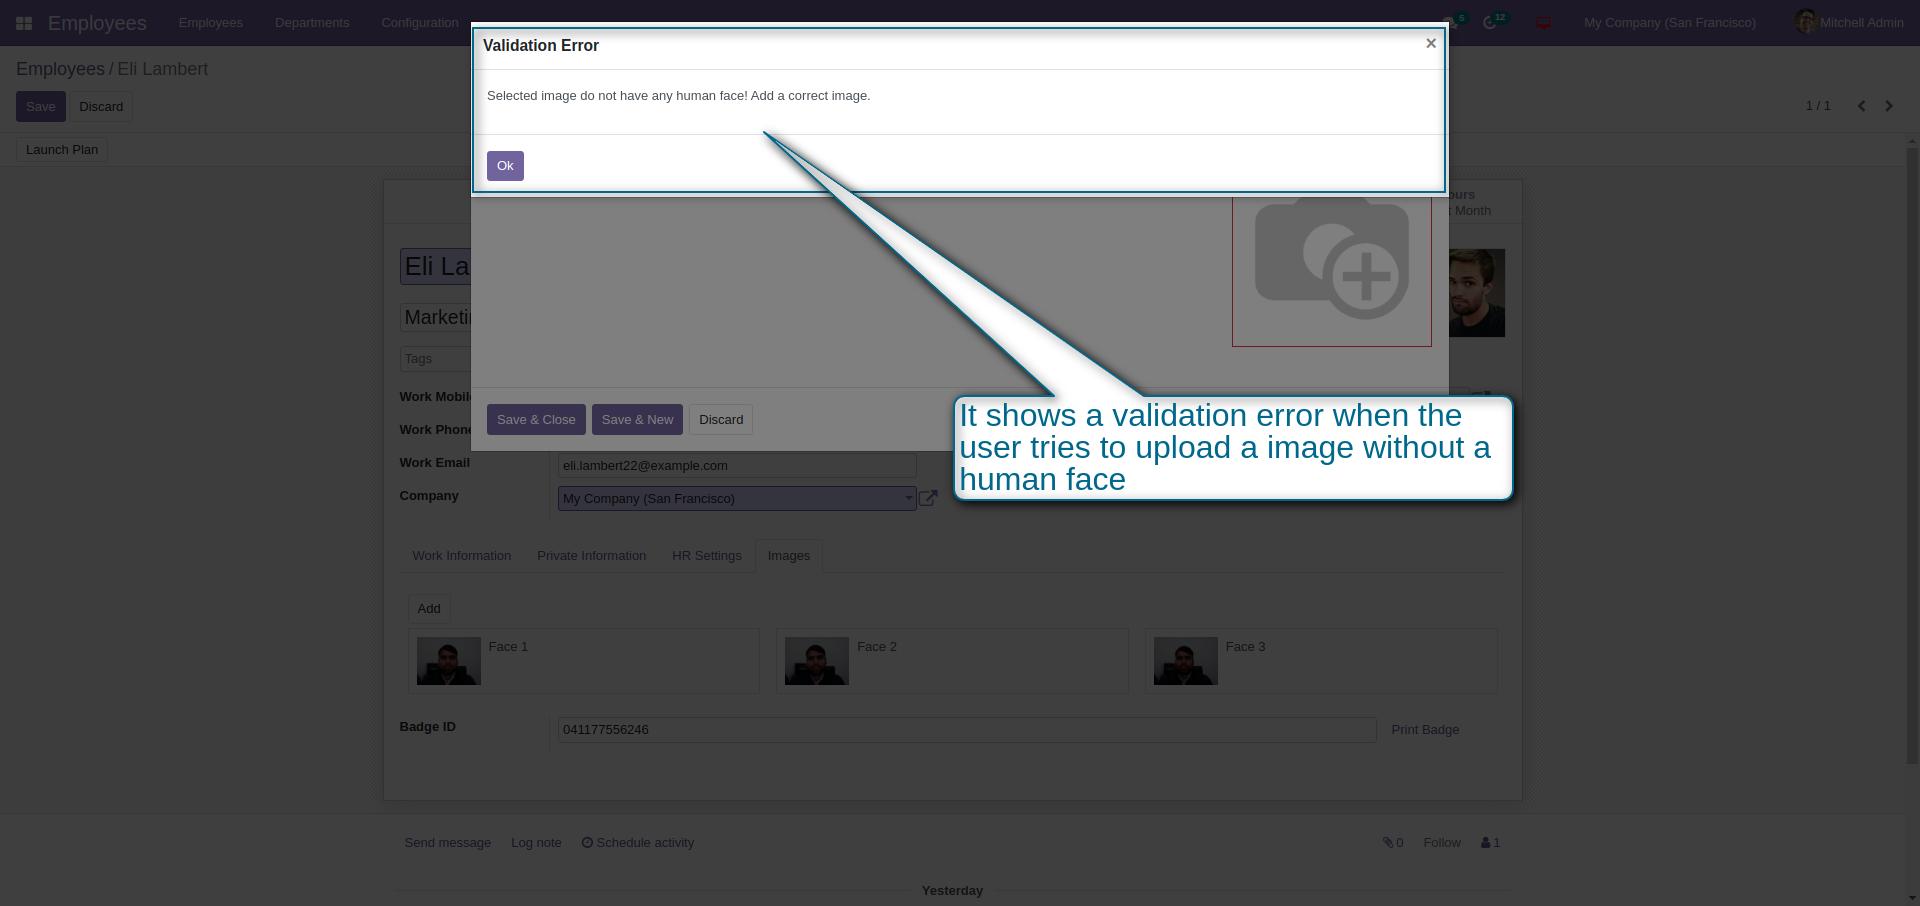 Employees Employees Departments Configuration 5 12 My Company (San Francisco) Mitchell Admin
Validation Error ×
Employees / Eli Lambert
Selected image do not have any human face! Add a correct image.
Save Discard 1 / 1
Launch Plan
Ok
ours
t Month
Eli La
Marketin
Tags
Work Mobile
Save & Close Save & New Discard
It shows a validation error when the
user tries to upload a image without a
human face
Work Phone
Work Email eli.lambert22@example.com
Company My Company (San Francisco)
Work Information Private Information HR Settings Images
Add
Face 1 Face 2 Face 3
Badge ID 041177556246 Print Badge
Send message Log note Schedule activity 0 Follow 1
Yesterday